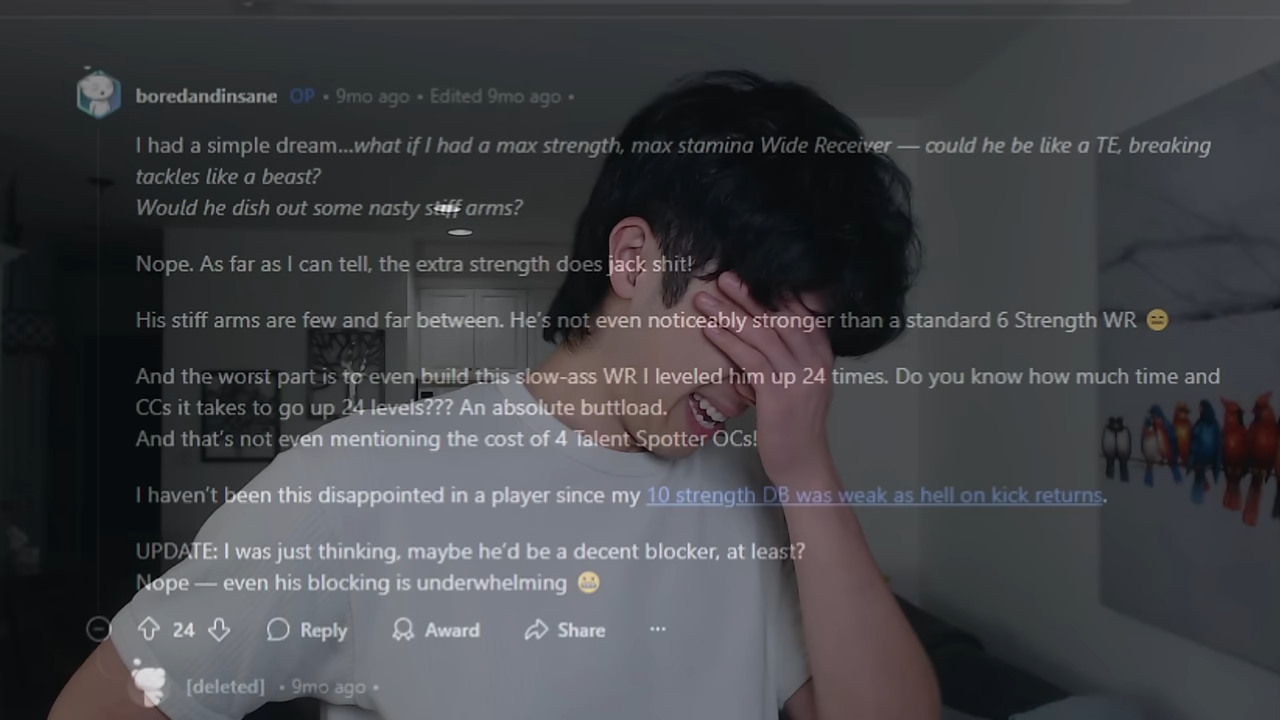 boredandinsane OP • 9mo ago • Edited 9mo ago •
I had a simple dream...what if I had a max strength, max stamina Wide Receiver — could he be like a TE, breaking
tackles like a beast?
Would he dish out some nasty stiff arms?
Nope. As far as I can tell, the extra strength does jack shit!
His stiff arms are few and far between. He's not even noticeably stronger than a standard 6 Strength WR 😑
And the worst part is to even build this slow-ass WR I leveled him up 24 times. Do you know how much time and
CCs it takes to go up 24 levels??? An absolute buttload.
And that's not even mentioning the cost of 4 Talent Spotter OCs!
I haven't been this disappointed in a player since my 10 strength DB was weak as hell on kick returns.
UPDATE: I was just thinking, maybe he'd be a decent blocker, at least?
Nope — even his blocking is underwhelming 😬
24 Reply Award Share ...
[deleted] • 9mo ago •